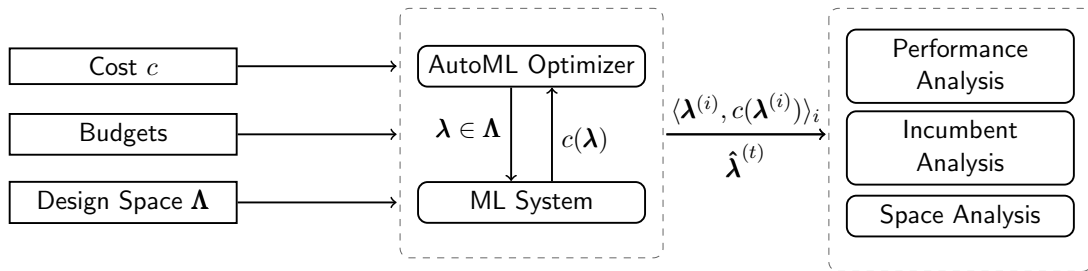 Cost c
Budgets
Design Space Λ
AutoML Optimizer
λ ∈ Λ
c(λ)
ML System
⟨λ^(i), c(λ^(i))⟩_i
λ̂^(t)
Performance
Analysis
Incumbent
Analysis
Space Analysis